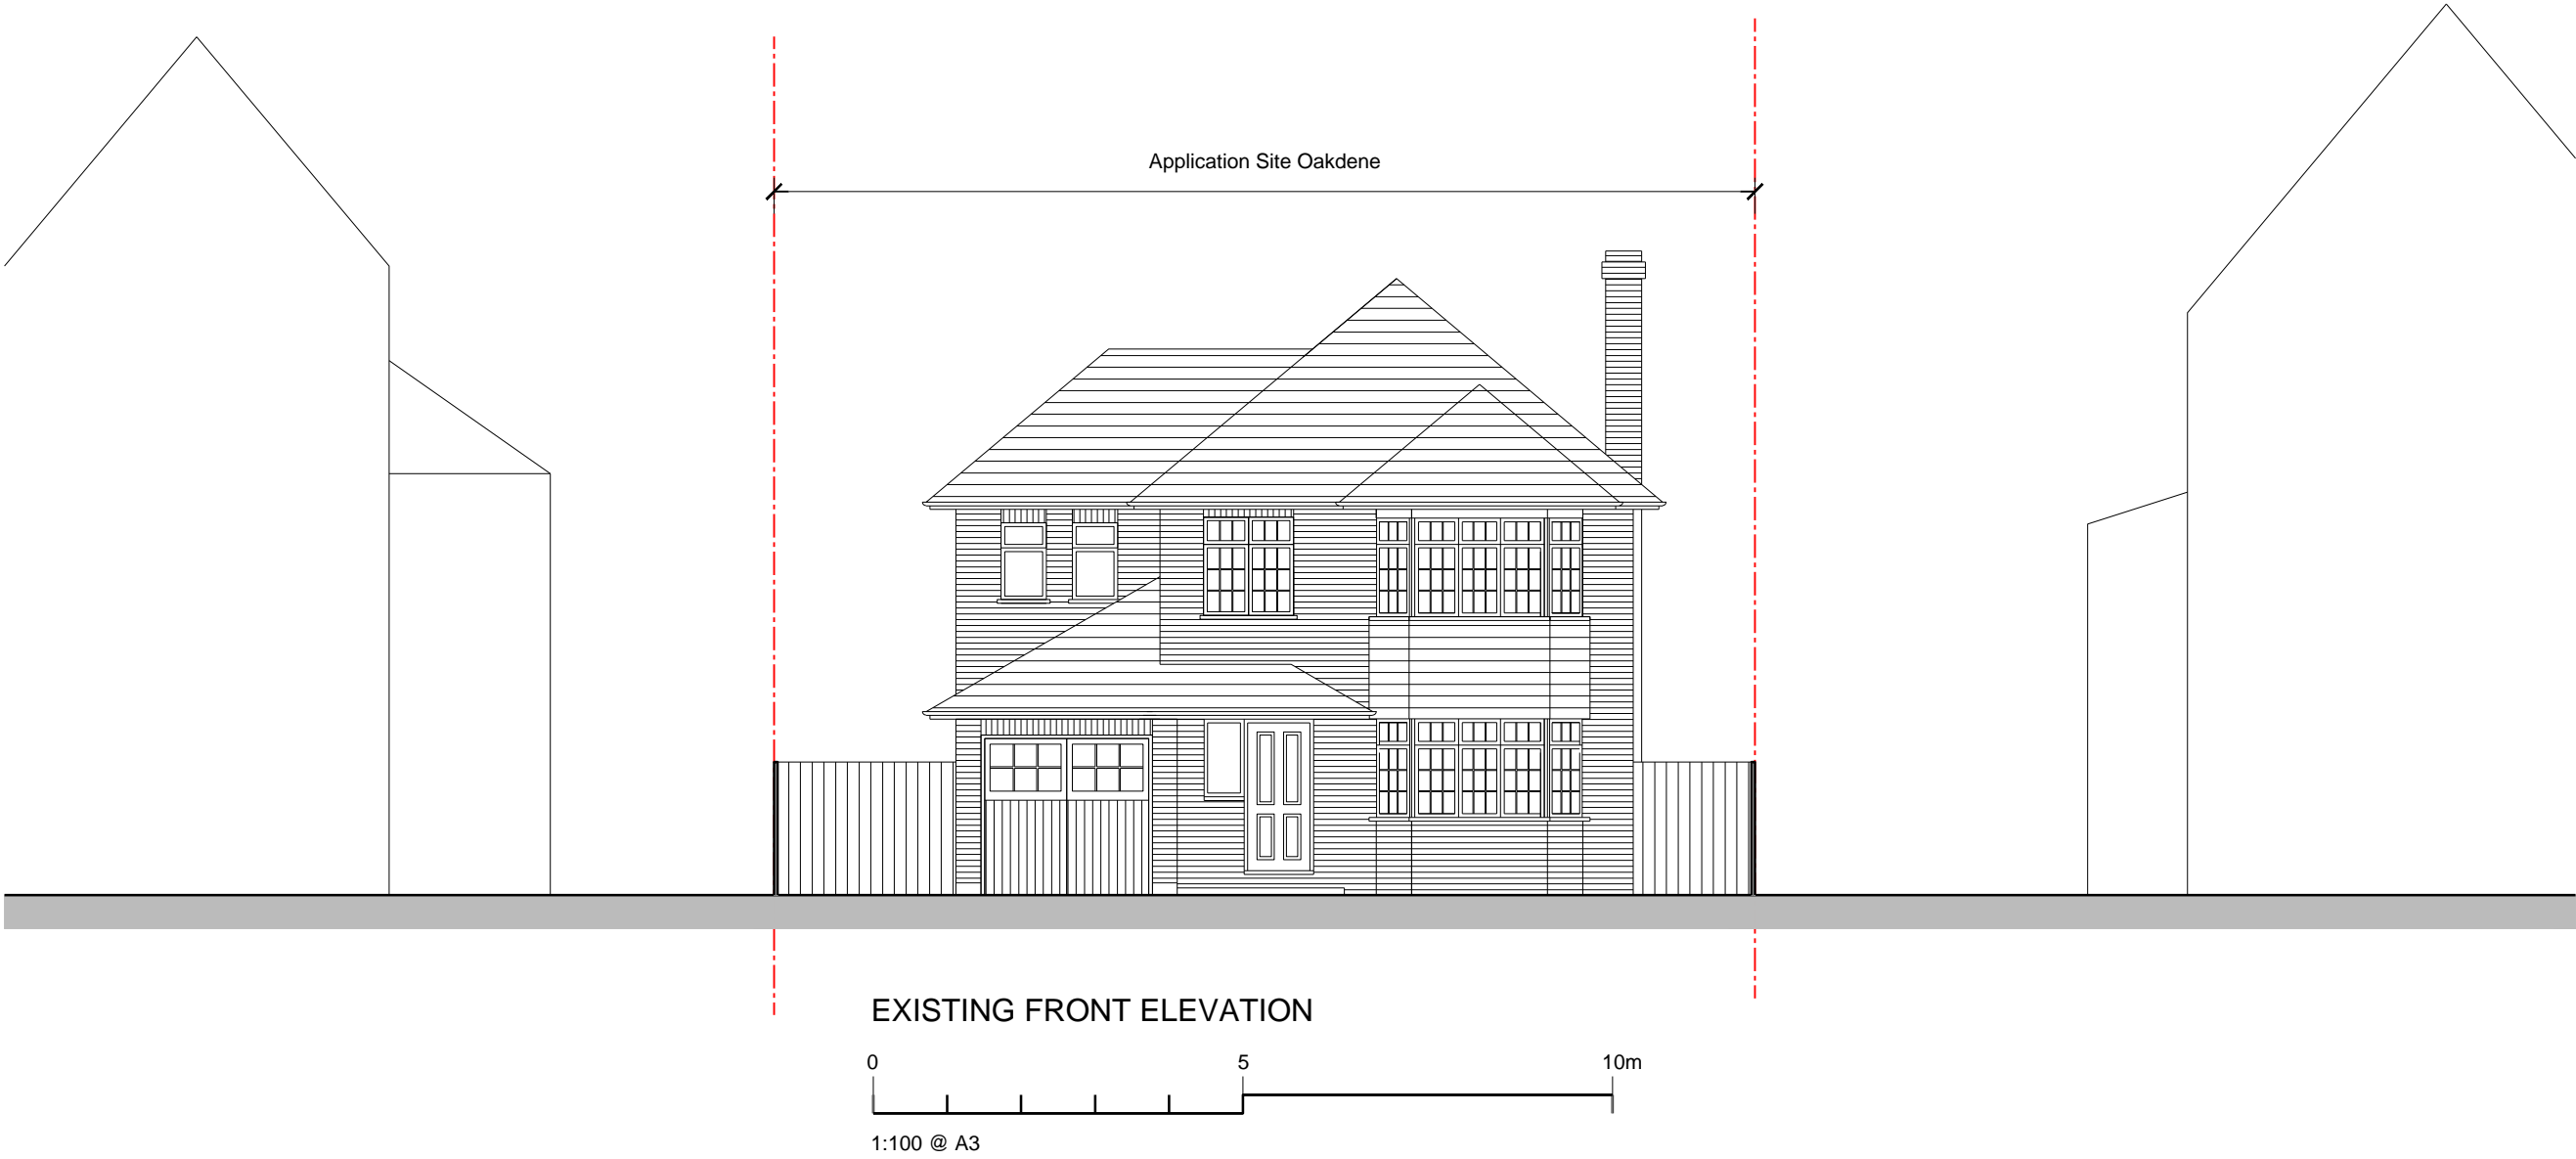 Application Site Oakdene
EXISTING FRONT ELEVATION
0 5 10m
1:100 @ A3